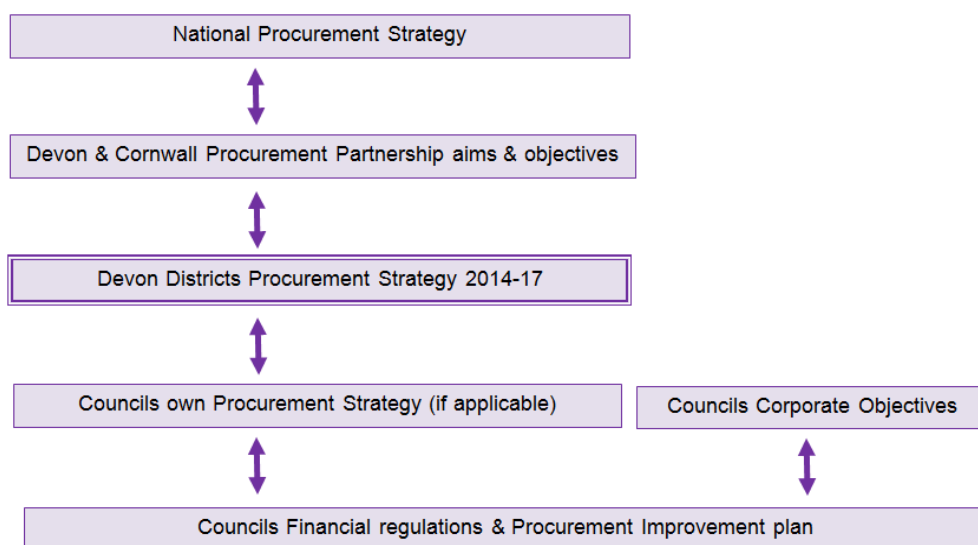 National Procurement Strategy
Devon & Cornwall Procurement Partnership aims & objectives
Devon Districts Procurement Strategy 2014-17
Councils own Procurement Strategy (if applicable)
Councils Corporate Objectives
Councils Financial regulations & Procurement Improvement plan